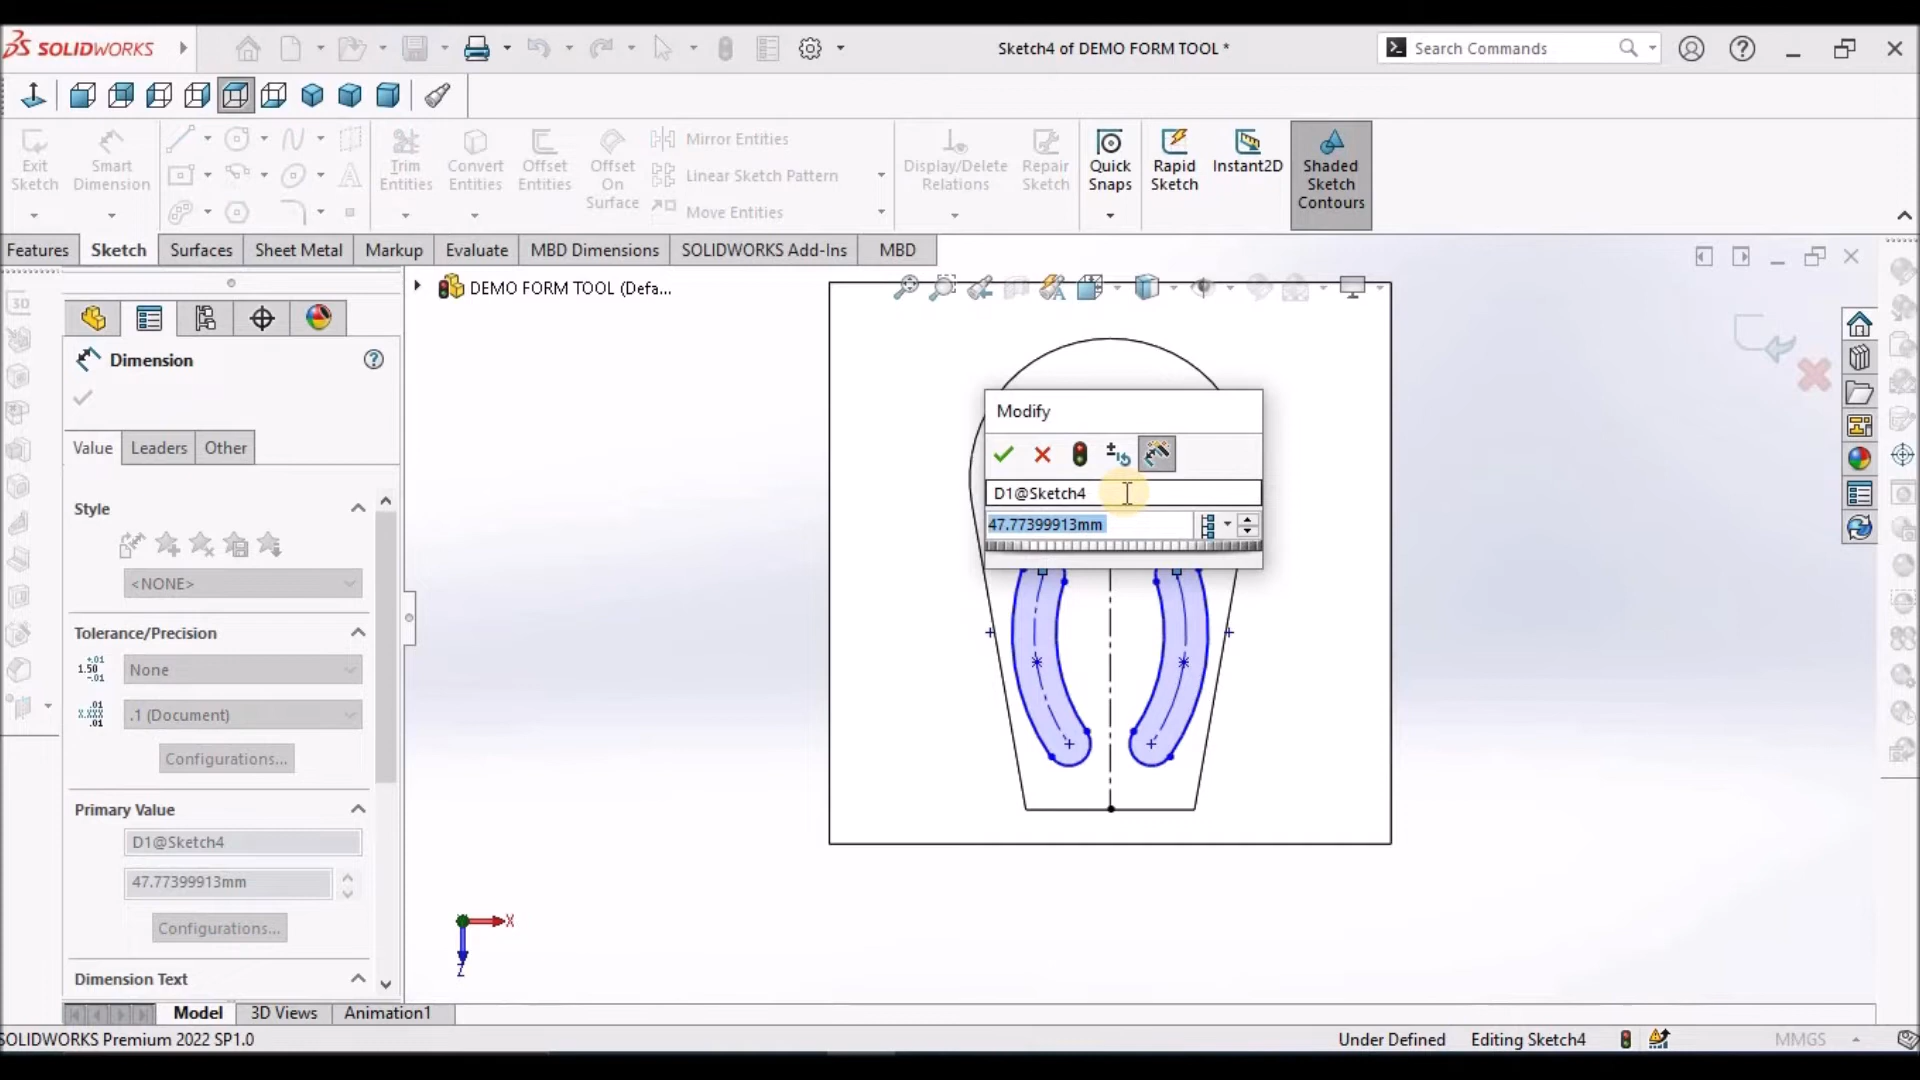 SOLIDWORKS
Sketch4 of DEMO FORM TOOL *
Search Commands
Exit Sketch
Smart Dimension
Trim Entities
Convert Entities
Offset Entities
Offset On Surface
Mirror Entities
Linear Sketch Pattern
Move Entities
Display/Delete Relations
Repair Sketch
Quick Snaps
Rapid Sketch
Instant2D
Shaded Sketch Contours
Features
Sketch
Surfaces
Sheet Metal
Markup
Evaluate
MBD Dimensions
SOLIDWORKS Add-Ins
MBD
DEMO FORM TOOL (Defa...
3D
Dimension
Value
Leaders
Other
Style
<NONE>
Tolerance/Precision
None
.1 (Document)
Configurations...
Primary Value
D1@Sketch4
47.77399913mm
Configurations...
Dimension Text
Modify
D1@Sketch4
47.77399913mm
X
Z
Model
3D Views
Animation1
SOLIDWORKS Premium 2022 SP1.0
Under Defined
Editing Sketch4
MMGS